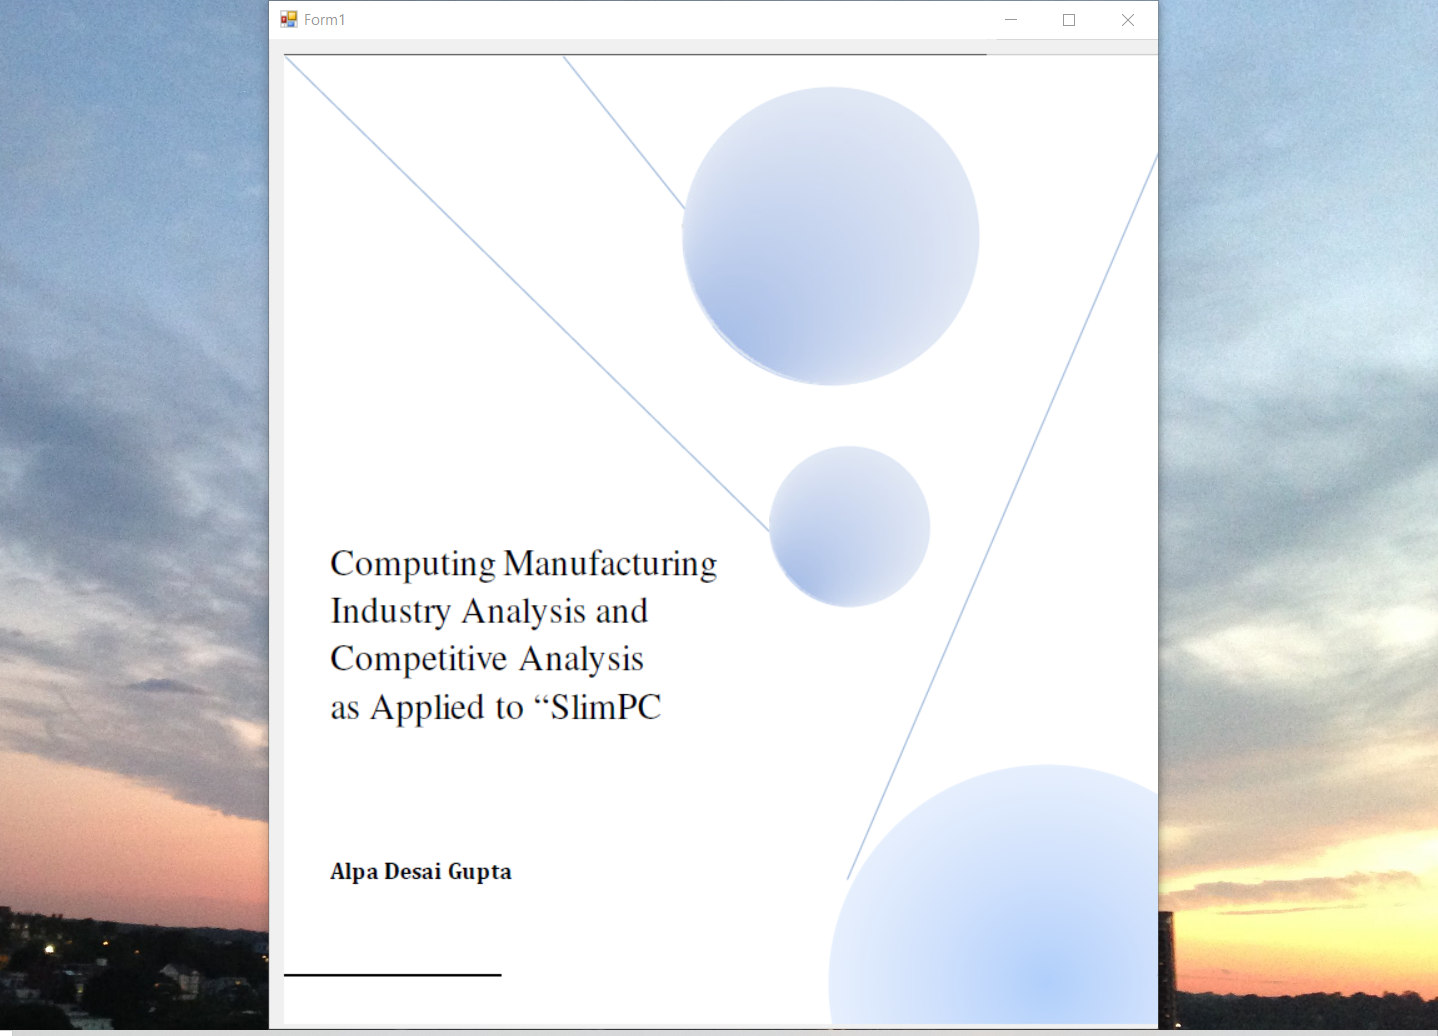 Form1
Computing Manufacturing
Industry Analysis and
Competitive Analysis
as Applied to “SlimPC
Alpa Desai Gupta